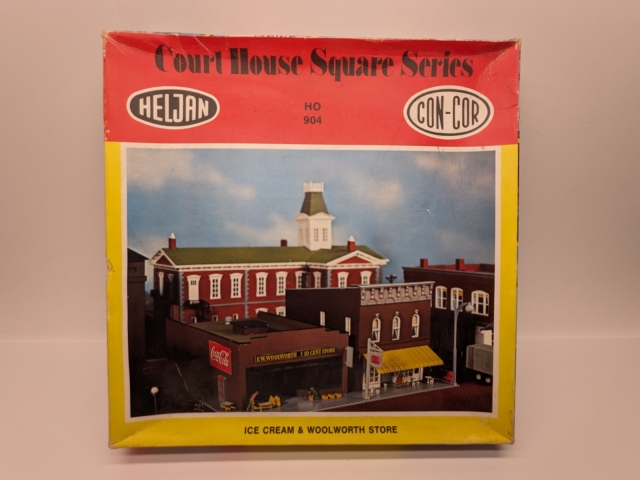 Court House Square Series
HELJAN
HO
904
CON-COR
Coca-Cola
F.W. WOOLWORTH 5 10 CENT STORE
ICE CREAM & WOOLWORTH STORE